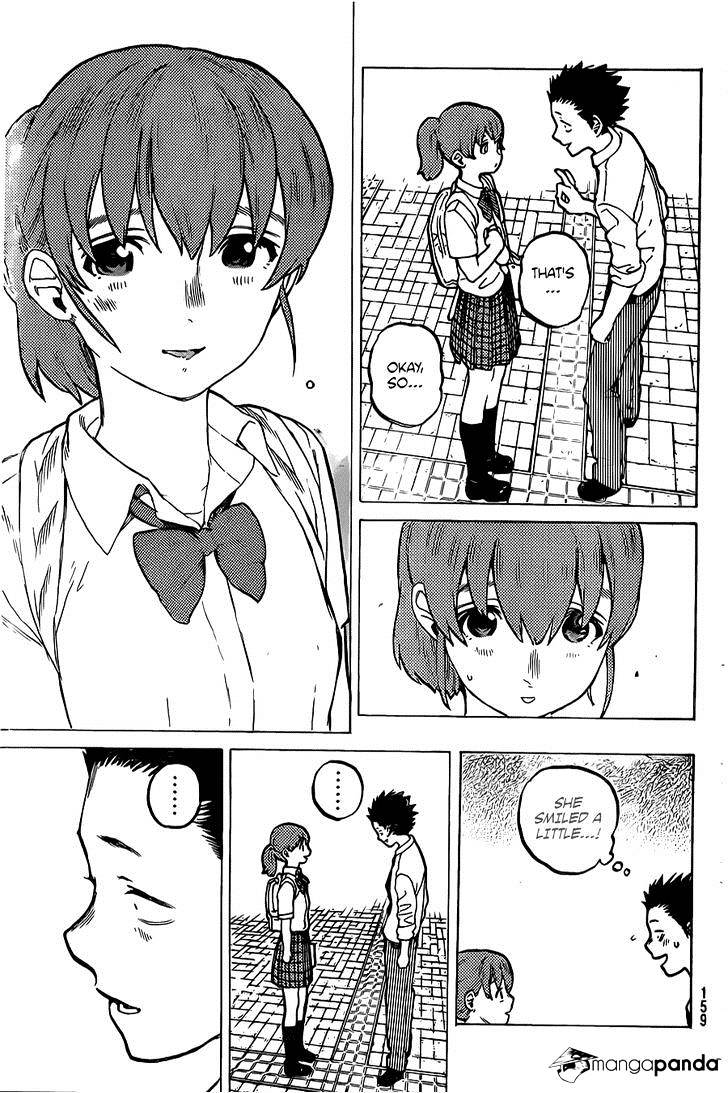 THAT'S
...
OKAY,
SO...
SHE
SMILED A
LITTLE...!
......
......
159
mangapanda